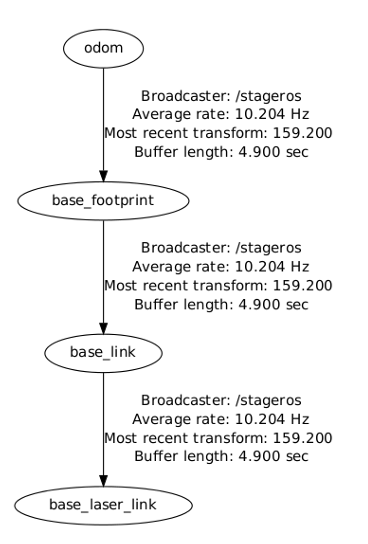 odom
Broadcaster: /stageros
Average rate: 10.204 Hz
Most recent transform: 159.200
Buffer length: 4.900 sec
base_footprint
Broadcaster: /stageros
Average rate: 10.204 Hz
Most recent transform: 159.200
Buffer length: 4.900 sec
base_link
Broadcaster: /stageros
Average rate: 10.204 Hz
Most recent transform: 159.200
Buffer length: 4.900 sec
base_laser_link